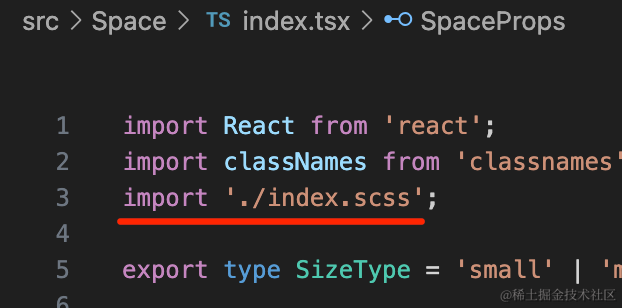 src > Space > TS index.tsx > SpaceProps
1 import React from 'react';
2 import classNames from 'classnames'
3 import './index.scss';
4
5 export type SizeType = 'small' | 'm
6
@稀土掘金技术社区